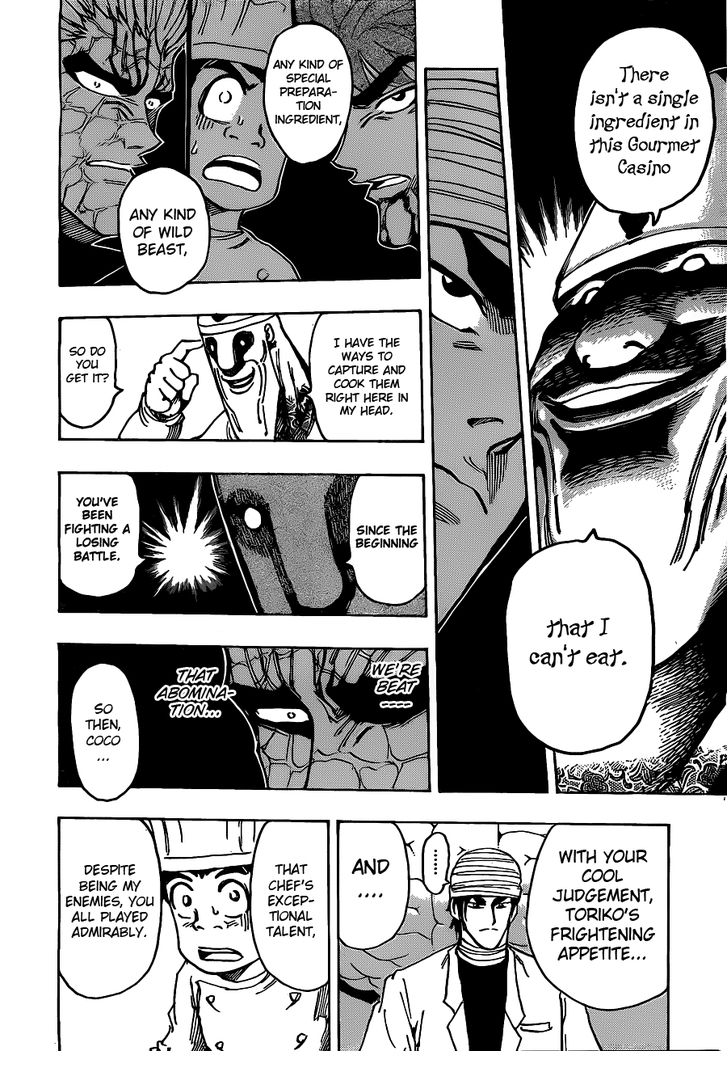 There
isn't a single
ingredient in
this Gourmet
Casino
that I
can't eat.
ANY KIND OF
SPECIAL
PREPARA-
TION
INGREDIENT,
ANY KIND
OF WILD
BEAST,
I HAVE THE
WAYS TO
CAPTURE AND
COOK THEM
RIGHT HERE IN
MY HEAD.
SO DO
YOU
GET IT?
SINCE THE
BEGINNING
YOU'VE
BEEN
FIGHTING A
LOSING
BATTLE.
WE'RE
BEAT
----
THAT
ABOMINA-
TION...
SO
THEN,
COCO
...
WITH YOUR
COOL
JUDGEMENT,
TORIKO'S
FRIGHTENING
APPETITE...
......
AND
....
THAT
CHEF'S
EXCEP-
TIONAL
TALENT,
DESPITE
BEING MY
ENEMIES, YOU
ALL PLAYED
ADMIRABLY.